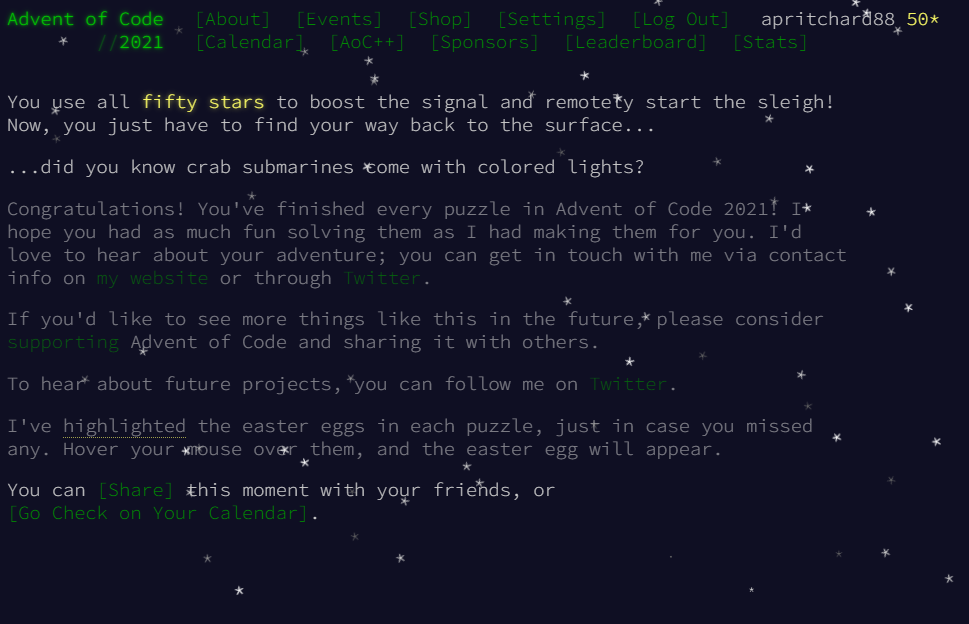 Advent of Code [About] [Events] [Shop] [Settings] [Log Out] apritchard88 50*
//2021 [Calendar] [AoC++] [Sponsors] [Leaderboard] [Stats]
You use all fifty stars to boost the signal and remotely start the sleigh!
Now, you just have to find your way back to the surface...
...did you know crab submarines come with colored lights?
Congratulations! You've finished every puzzle in Advent of Code 2021! I
hope you had as much fun solving them as I had making them for you. I'd
love to hear about your adventure; you can get in touch with me via contact
info on my website or through Twitter.
If you'd like to see more things like this in the future, please consider
supporting Advent of Code and sharing it with others.
To hear about future projects, you can follow me on Twitter.
I've highlighted the easter eggs in each puzzle, just in case you missed
any. Hover your mouse over them, and the easter egg will appear.
You can [Share] this moment with your friends, or
[Go Check on Your Calendar].